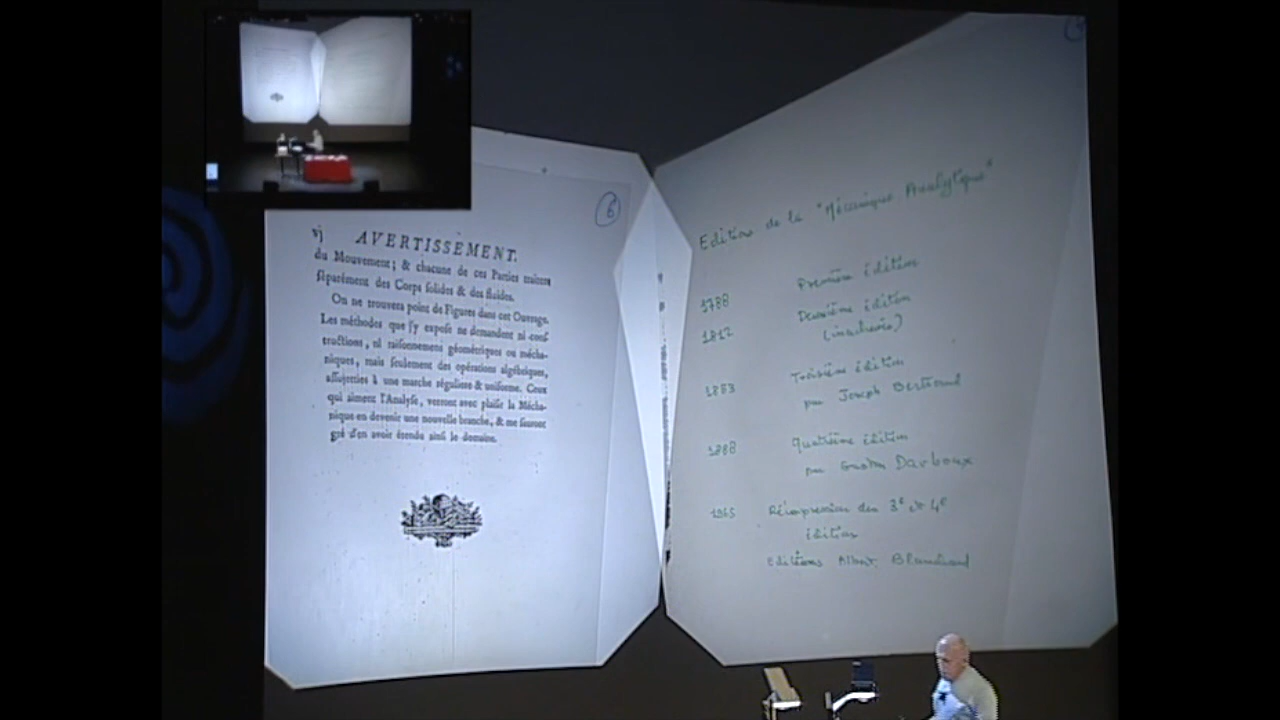 6
vj AVERTISSEMENT.
du Mouvement ; & chacune de ces Parties traitera
séparément des Corps solides & des fluides.
On ne trouvera point de Figures dans cet Ouvrage.
Les méthodes que j'y expose ne demandent ni cons-
tructions, ni raisonnemens géométriques ou mécha-
niques, mais seulement des opérations algébriques,
assujetties à une marche réguliere & uniforme. Ceux
qui aiment l'Analyse, verront avec plaisir la Mécha-
nique en devenir une nouvelle branche, & me sauront
gré d'en avoir étendu ainsi le domaine.
Editions de la "Mécanique Analytique"
1788 Première édition
1812 Deuxième édition
(inachevée)
1853 Troisième édition
par Joseph Bertrand
1888 Quatrième édition
par Gaston Darboux
1965 Réimpression des 3e et 4e
éditions
Editions Albert Blanchard